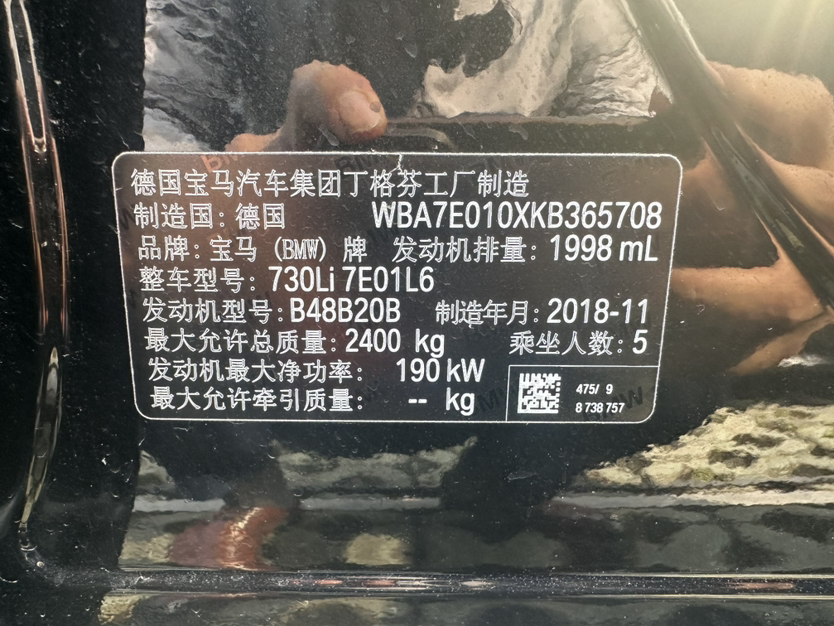 德国宝马汽车集团丁格芬工厂制造
制造国：德国 WBA7E010XKB365708
品牌：宝马（BMW）牌 发动机排量：1998 mL
整车型号：730Li 7E01L6
发动机型号：B48B20B 制造年月：2018-11
最大允许总质量：2400 kg 乘坐人数：5
发动机最大净功率： 190 kW
最大允许牵引质量： -- kg
475/ 9
8 738 757